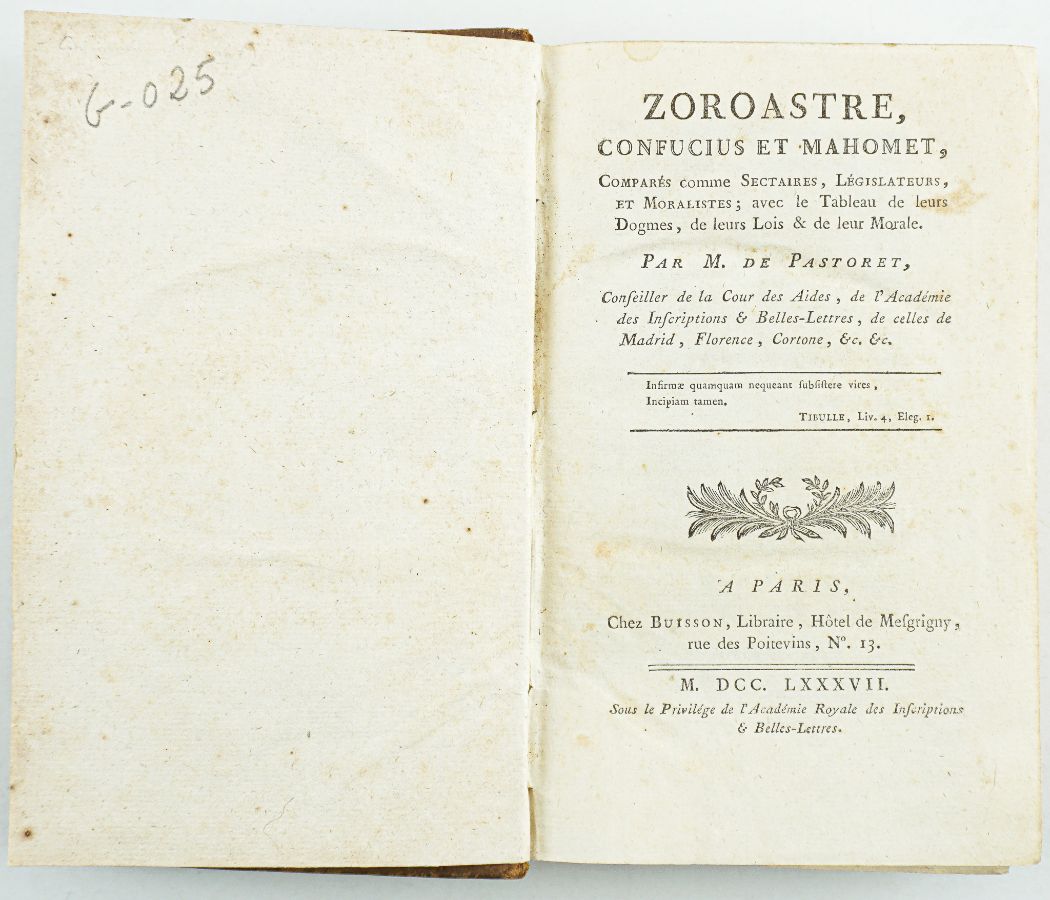 G-025
ZOROASTRE,
CONFUCIUS ET MAHOMET,
COMPARÉS comme SECTAIRES, LÉGISLATEURS,
ET MORALISTES; avec le Tableau de leurs
Dogmes, de leurs Lois & de leur Morale.
PAR M. DE PASTORET,
Conſeiller de la Cour des Aides, de l'Académie
des Inſcriptions & Belles-Lettres, de celles de
Madrid, Florence, Cortone, &c. &c.
Infirmæ quamquam nequeant ſubſiſtere vires,
Incipiam tamen.
TIBULLE, Liv. 4, Eleg. 1.
A PARIS,
Chez BUISSON, Libraire, Hôtel de Meſgrigny,
rue des Poitevins, N°. 13.
M. DCC. LXXXVII.
Sous le Privilége de l'Académie Royale des Inſcriptions
& Belles-Lettres.